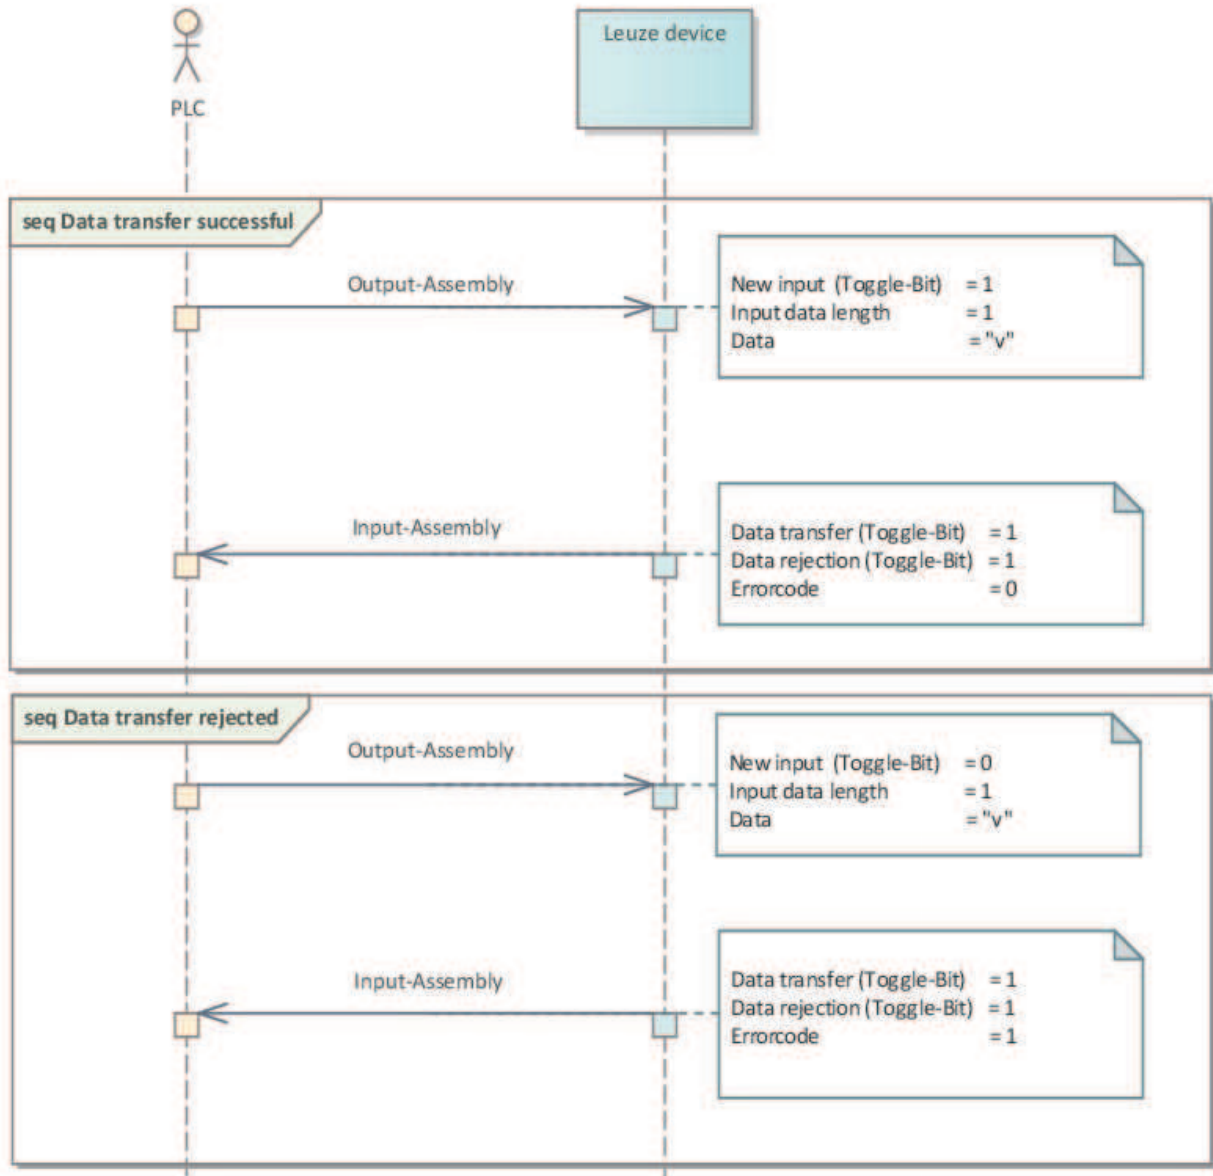 Leuze device
PLC
seq Data transfer successful
Output-Assembly
New input (Toggle-Bit) = 1
Input data length = 1
Data = "v"
Input-Assembly
Data transfer (Toggle-Bit) = 1
Data rejection (Toggle-Bit) = 1
Errorcode = 0
seq Data transfer rejected
Output-Assembly
New input (Toggle-Bit) = 0
Input data length = 1
Data = "v"
Input-Assembly
Data transfer (Toggle-Bit) = 1
Data rejection (Toggle-Bit) = 1
Errorcode = 1